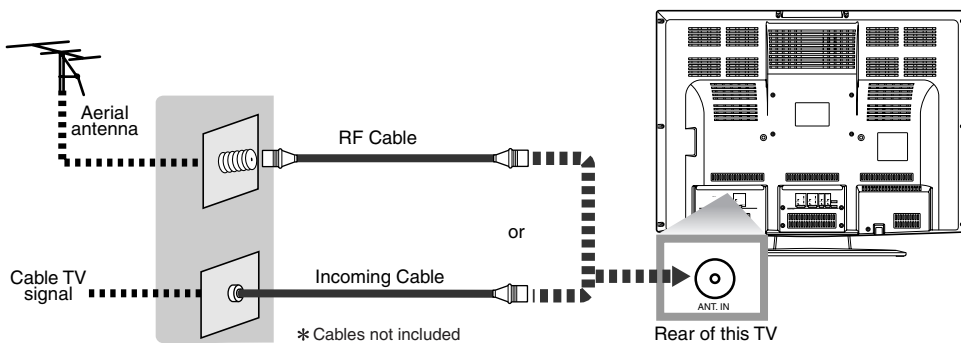 Aerial
antenna
RF Cable
or
Cable TV
signal
Incoming Cable
* Cables not included
ANT. IN
Rear of this TV